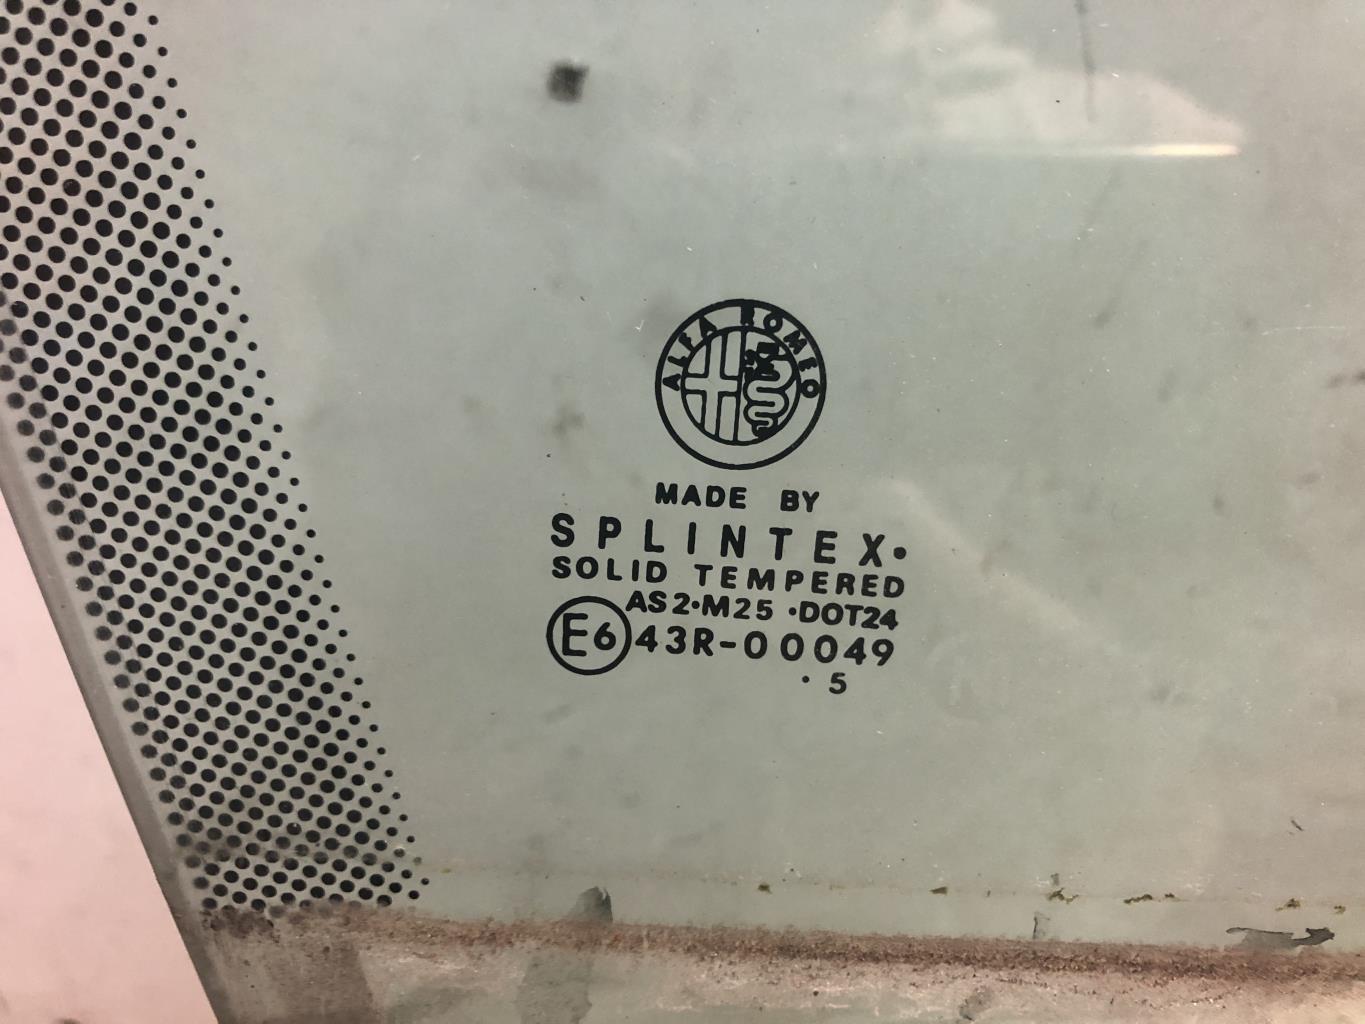 ALFA ROMEO
MADE BY
SPLINTEX·
SOLID TEMPERED
AS2·M25 ·DOT24
E6 43R-00049
· 5